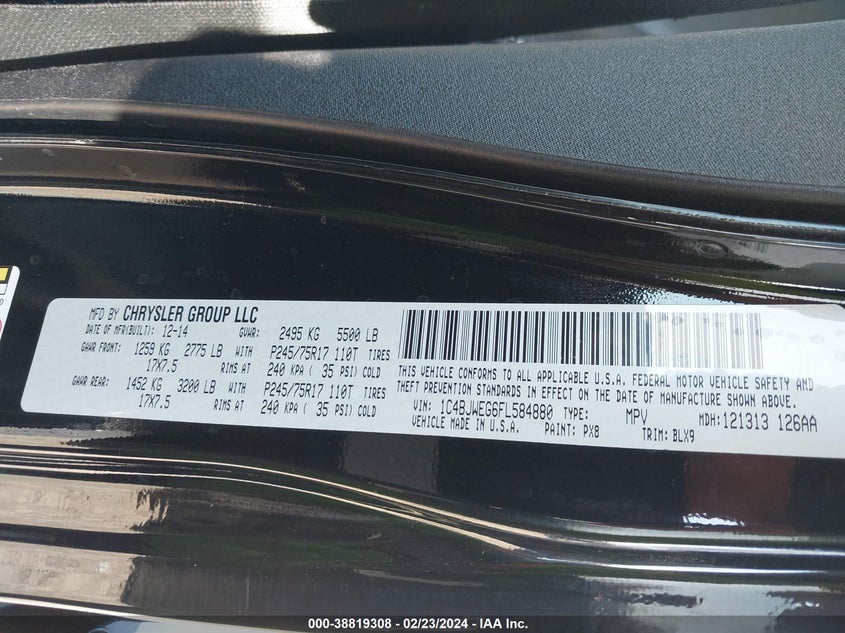 MFD BY CHRYSLER GROUP LLC
DATE OF MFR(BUILT): 12-14 GVWR: 2495 KG 5500 LB
GAWR FRONT: 1259 KG 2775 LB WITH P245/75R17 110T TIRES
17X7.5 RIMS AT 240 KPA ( 35 PSI) COLD
GAWR REAR: 1452 KG 3200 LB WITH P245/75R17 110T TIRES
17X7.5 RIMS AT 240 KPA ( 35 PSI) COLD
THIS VEHICLE CONFORMS TO ALL APPLICABLE U.S.A. FEDERAL MOTOR VEHICLE SAFETY AND
THEFT PREVENTION STANDARDS IN EFFECT ON THE DATE OF MANUFACTURE SHOWN ABOVE.
VIN: 1C4BJWEG6FL584880 TYPE: MPV MDH: 121313 126AA
VEHICLE MADE IN U.S.A. PAINT: PX8 TRIM: BLX9
000-38819308 - 02/23/2024 - IAA Inc.